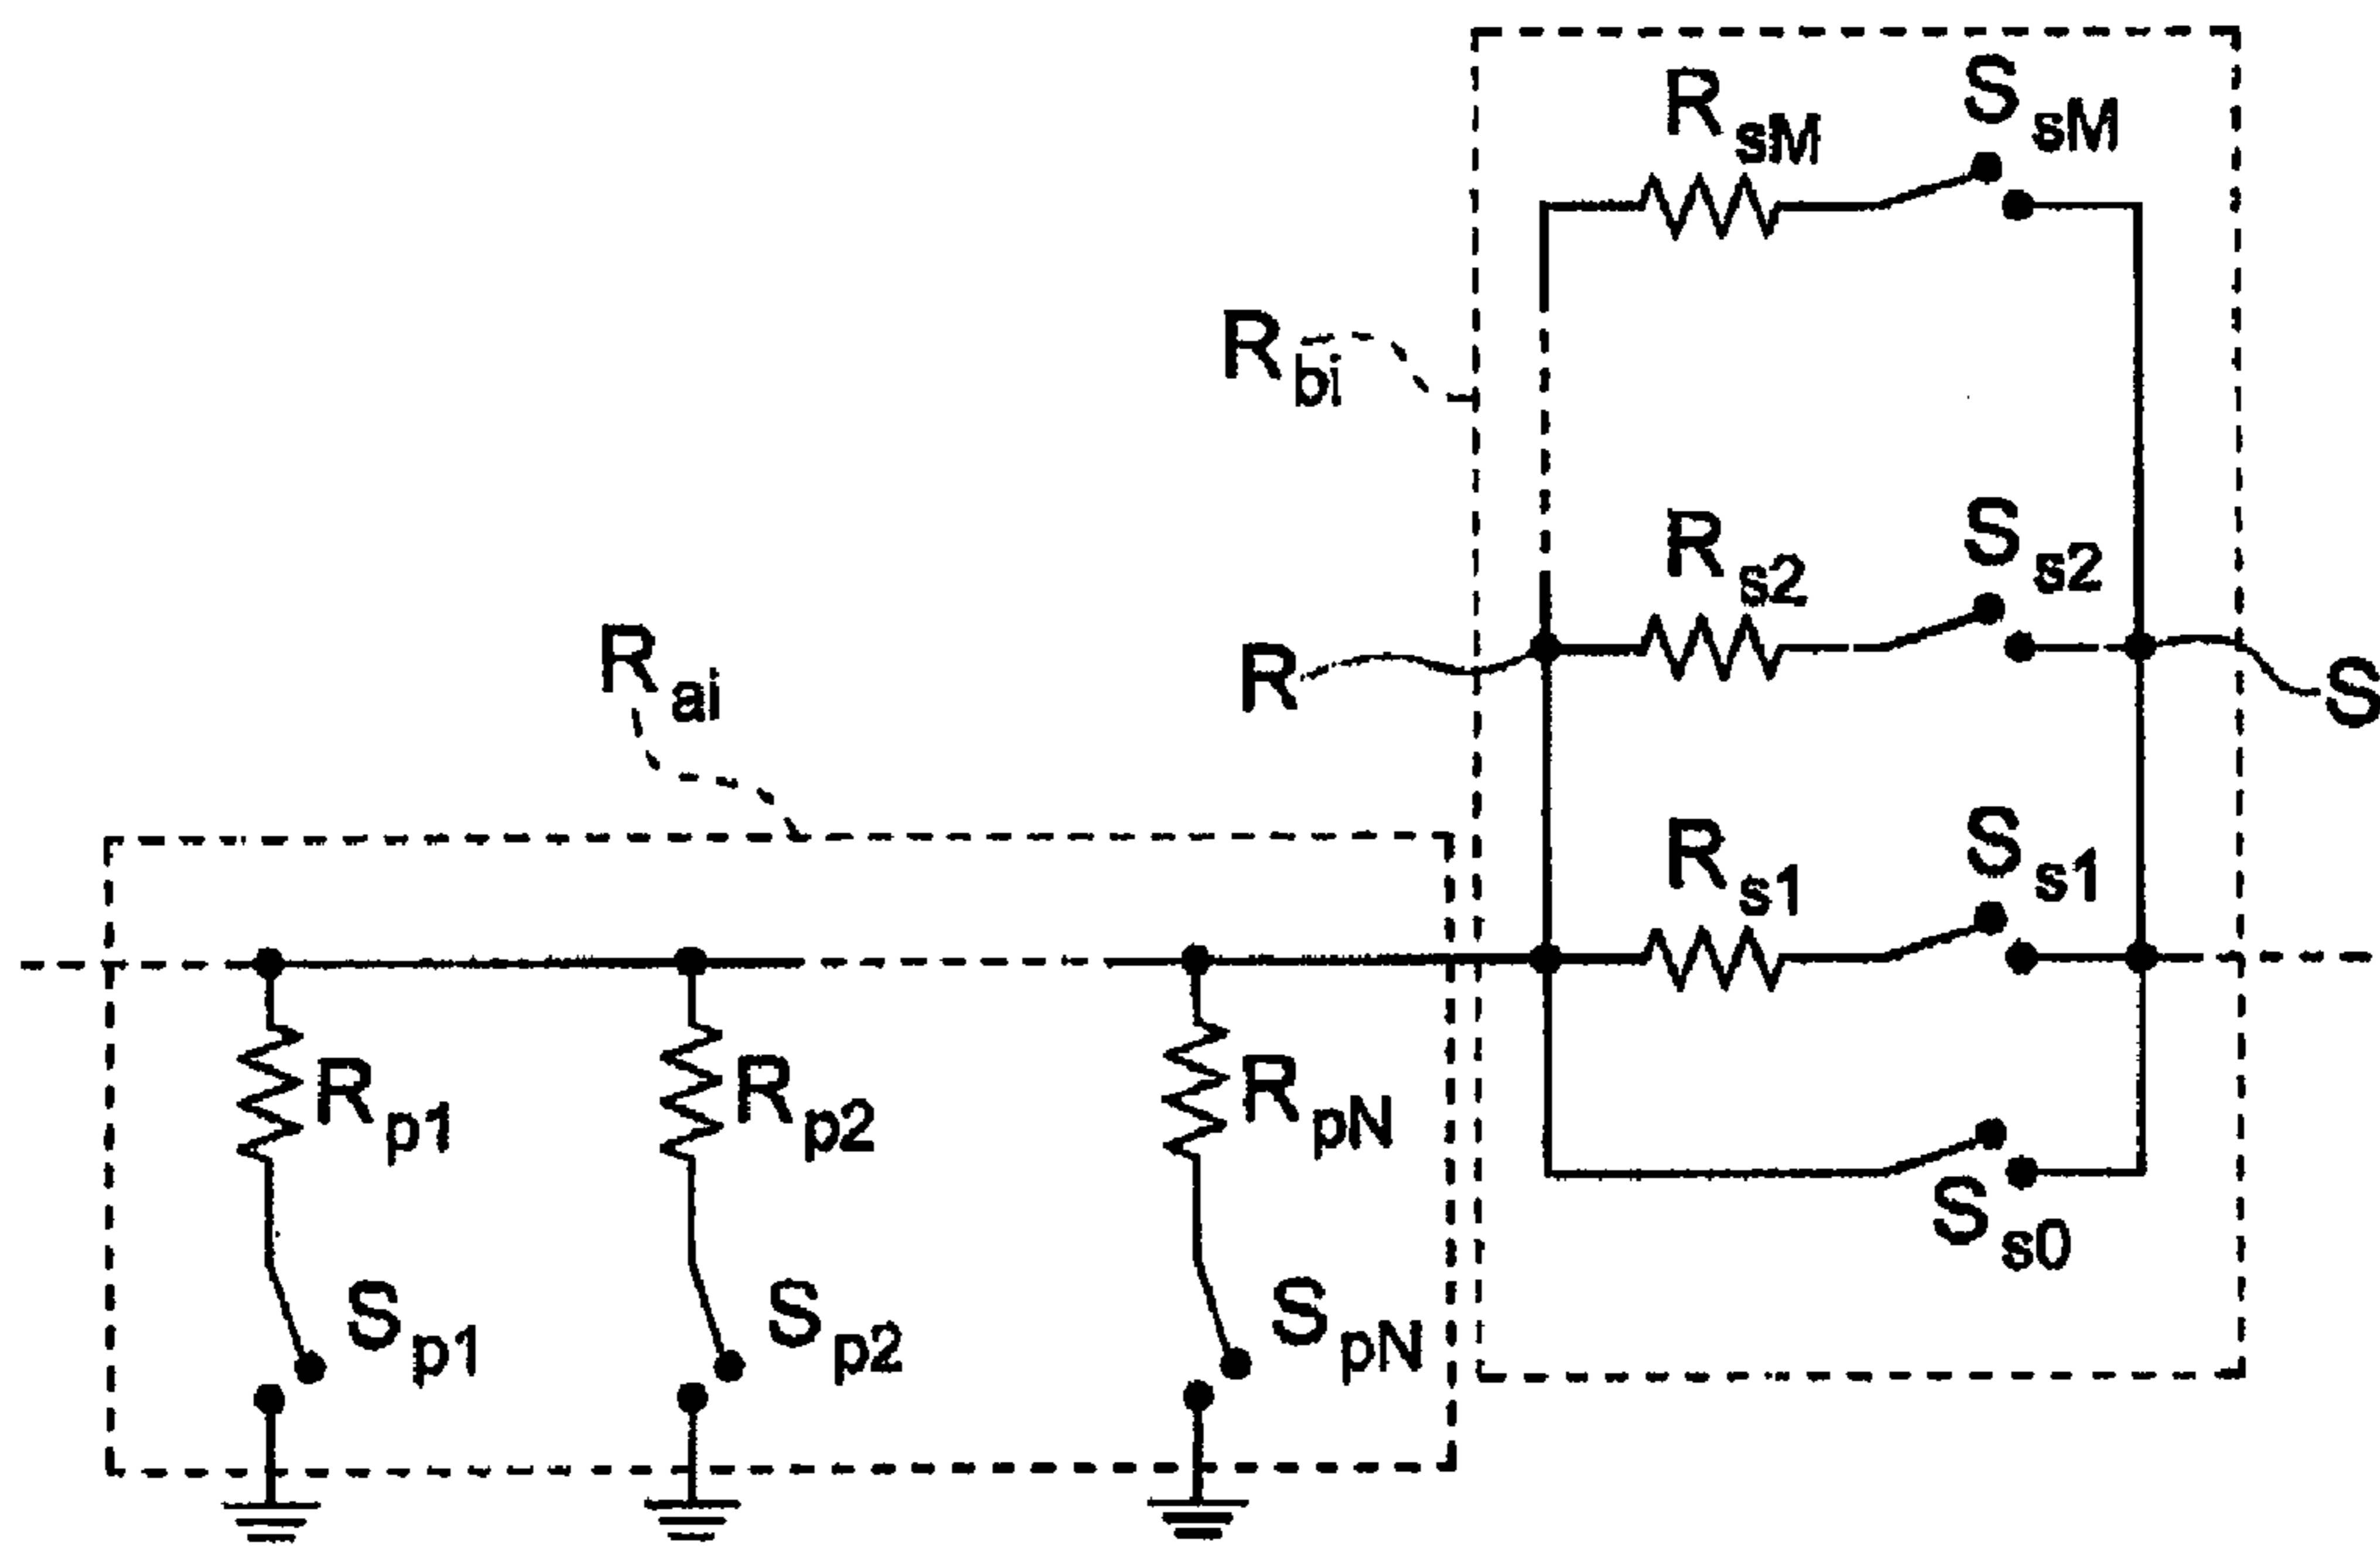 R sM
S sM
R bi
R s2
S s2
R ai
R
S
R s1
S s1
R p1
R p2
R pN
S s0
S p1
S p2
S pN